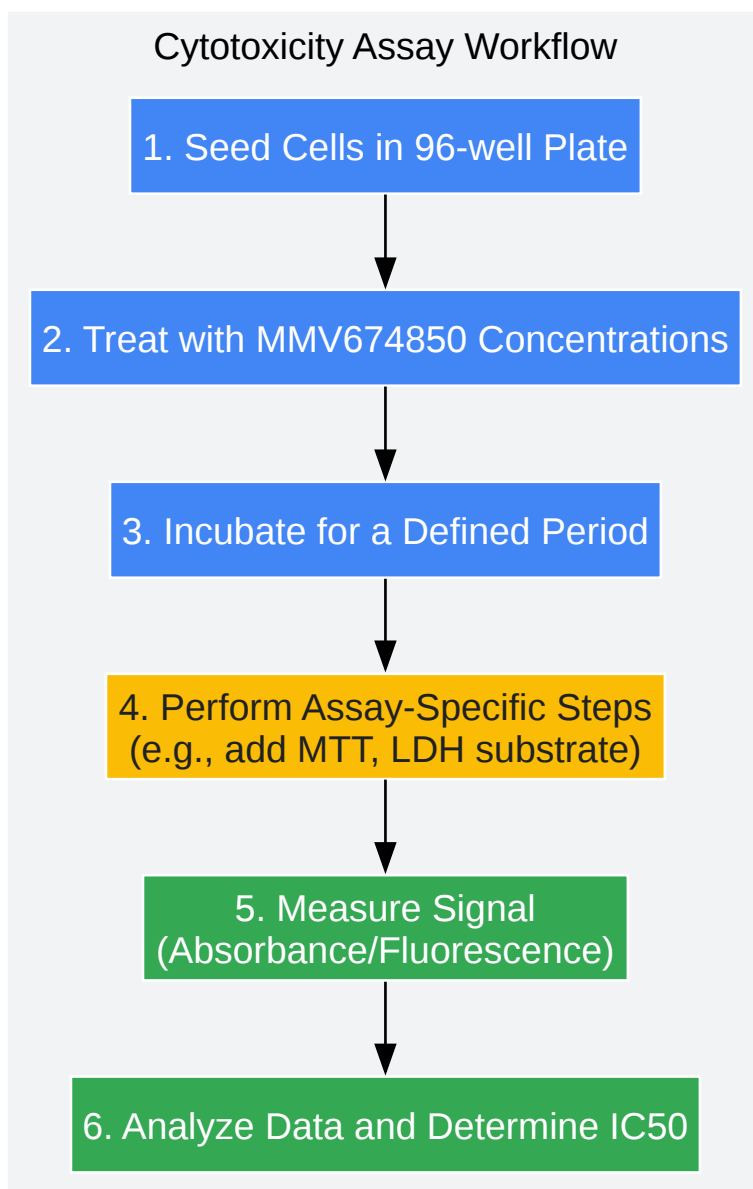 Cytotoxicity Assay Workflow
1. Seed Cells in 96-well Plate
2. Treat with MMV674850 Concentrations
3. Incubate for a Defined Period
4. Perform Assay-Specific Steps
(e.g., add MTT, LDH substrate)
5. Measure Signal
(Absorbance/Fluorescence)
6. Analyze Data and Determine IC50